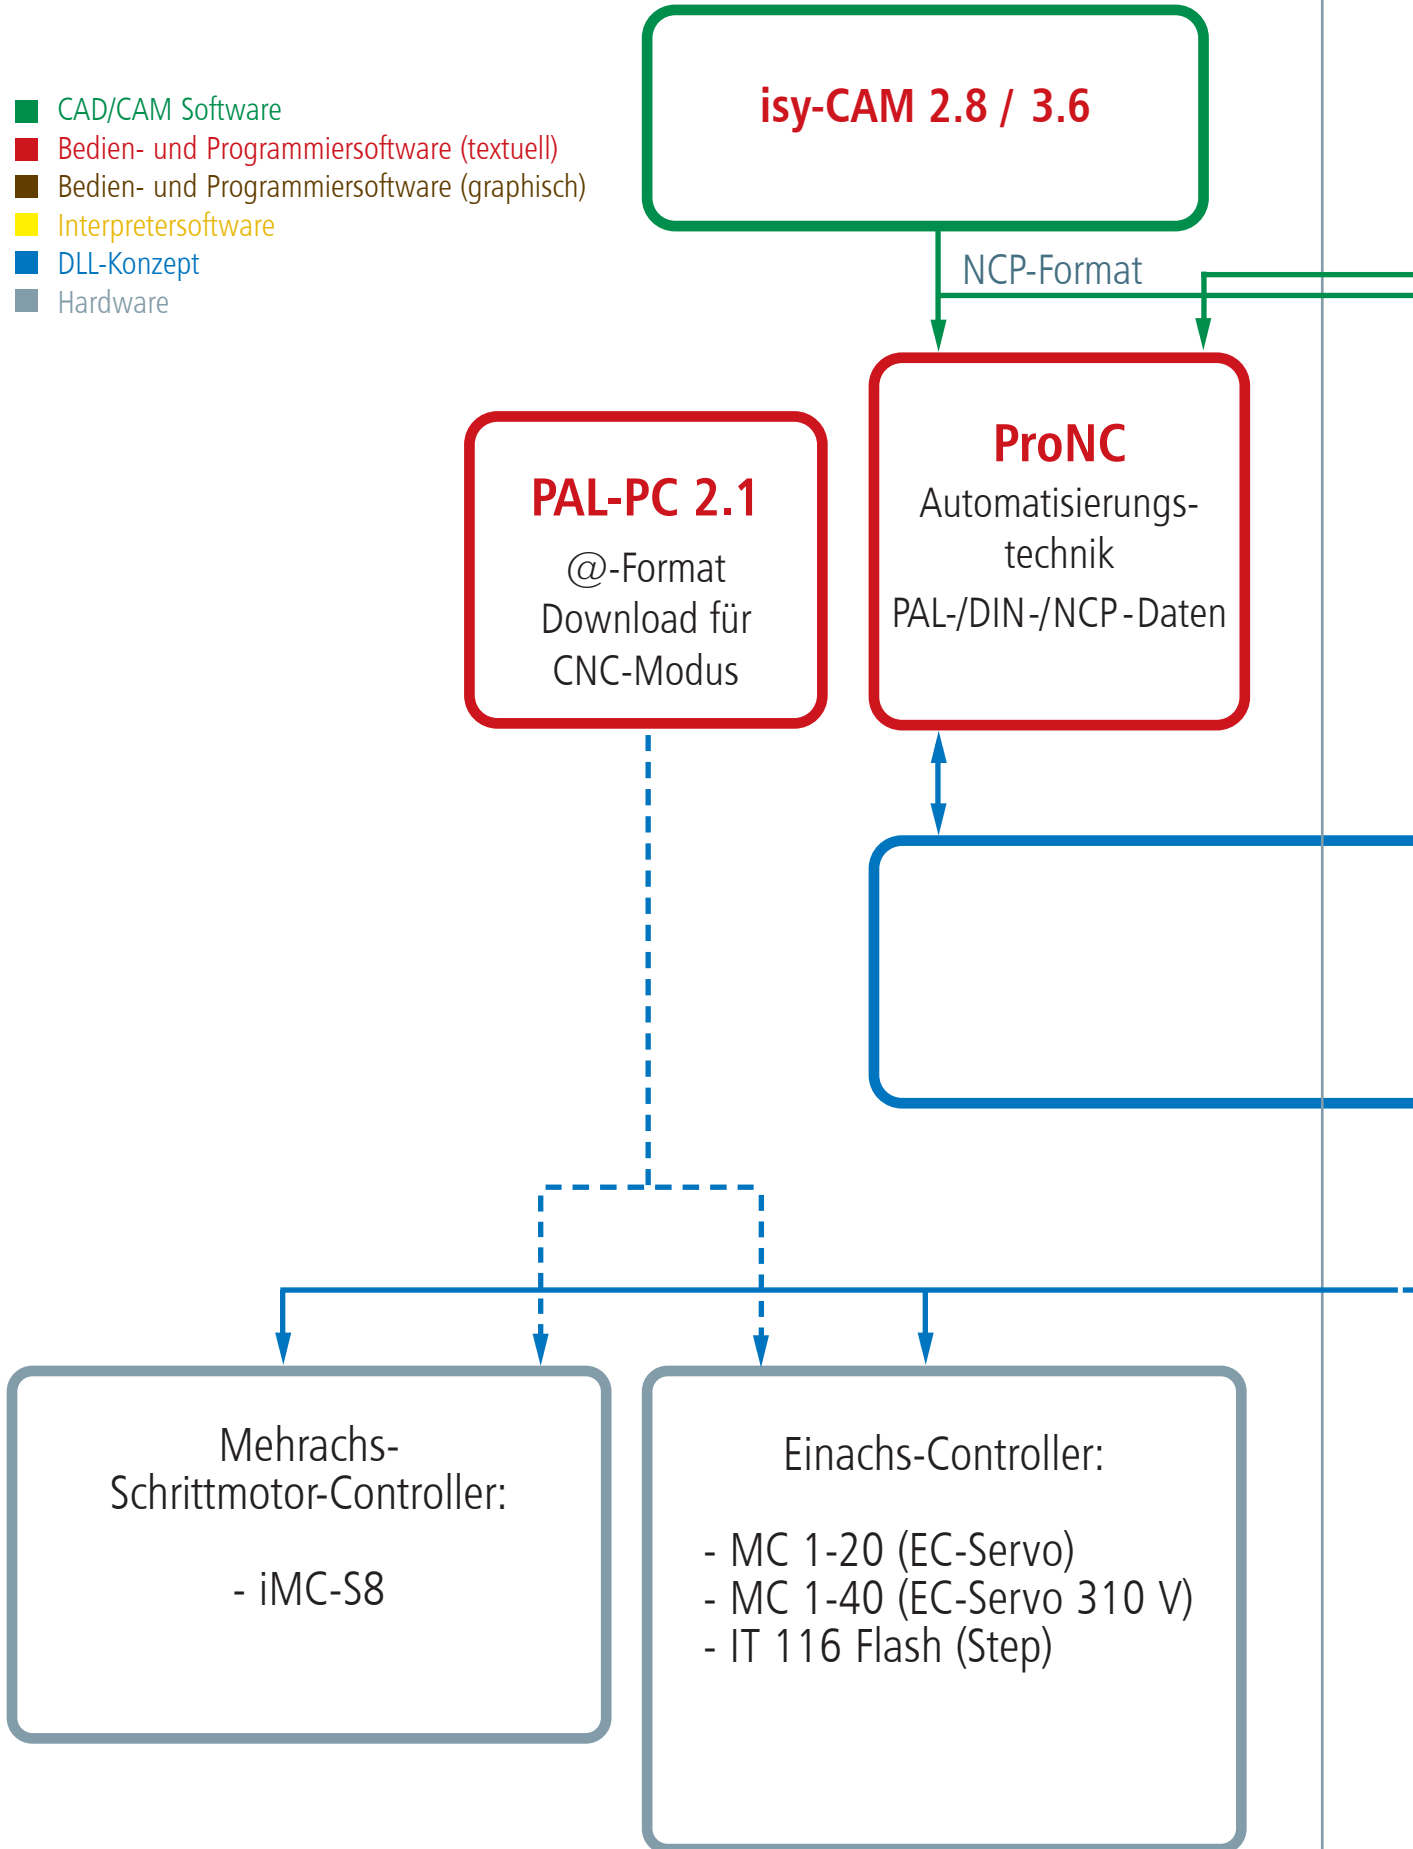 CAD/CAM Software
Bedien- und Programmiersoftware (textuell)
Bedien- und Programmiersoftware (graphisch)
Interpretersoftware
DLL-Konzept
Hardware
isy-CAM 2.8 / 3.6
NCP-Format
ProNC
Automatisierungs-
technik
PAL-/DIN-/NCP-Daten
PAL-PC 2.1
@-Format
Download für
CNC-Modus
Mehrachs-
Schrittmotor-Controller:
- iMC-S8
Einachs-Controller:
- MC 1-20 (EC-Servo)
- MC 1-40 (EC-Servo 310 V)
- IT 116 Flash (Step)